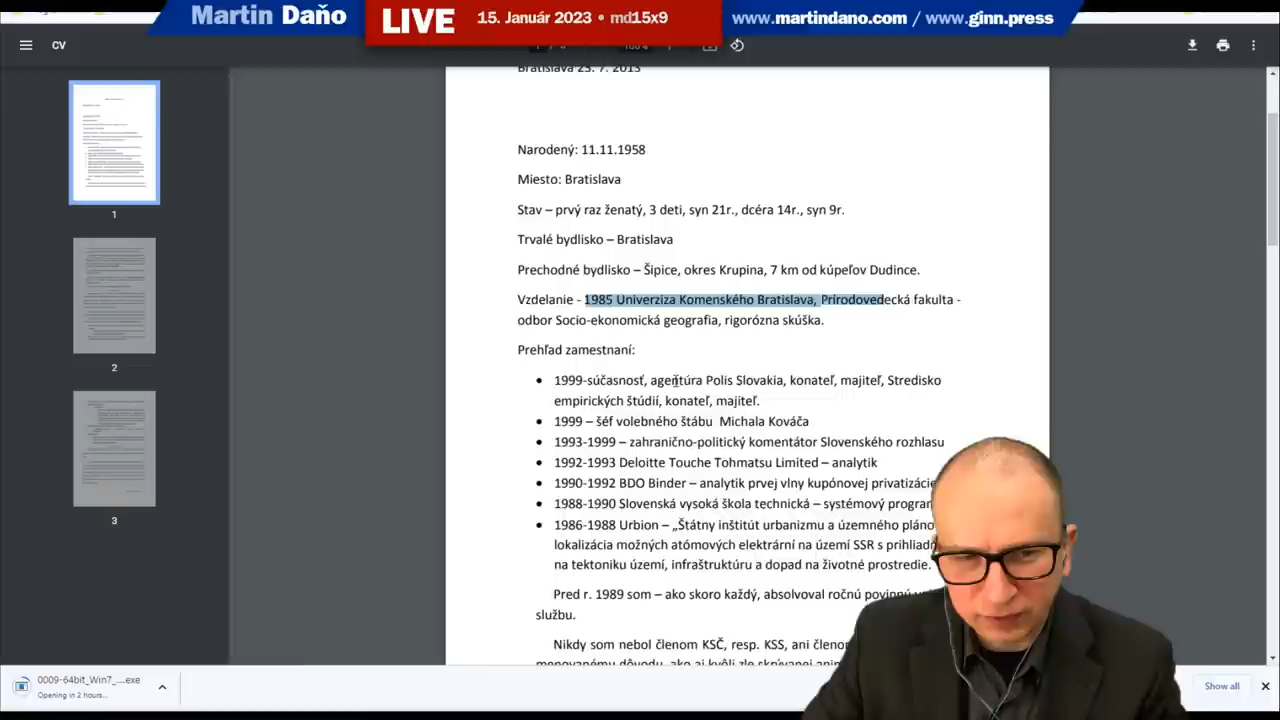 Martin Daňo
LIVE
15. Január 2023 • md15x9
www.martindano.com / www.ginn.press
CV
Bratislava 23. 7. 2013
Narodený: 11.11.1958
Miesto: Bratislava
Stav – prvý raz ženatý, 3 deti, syn 21r., dcéra 14r., syn 9r.
Trvalé bydlisko – Bratislava
Prechodné bydlisko – Šipice, okres Krupina, 7 km od kúpeľov Dudince.
Vzdelanie - 1985 Univerziza Komenského Bratislava, Prírodovedecká fakulta -
odbor Socio-ekonomická geografia, rigorózna skúška.
Prehľad zamestnaní:
• 1999-súčasnosť, agentúra Polis Slovakia, konateľ, majiteľ, Stredisko
empirických štúdií, konateľ, majiteľ.
• 1999 – šéf volebného štábu Michala Kováča
• 1993-1999 – zahranično-politický komentátor Slovenského rozhlasu
• 1992-1993 Deloitte Touche Tohmatsu Limited – analytik
• 1990-1992 BDO Binder – analytik prvej vlny kupónovej privatizácie
• 1988-1990 Slovenská vysoká škola technická – systémový
• 1986-1988 Urbion – „Štátny inštitút urbanizmu a územného
lokalizácia možných atómových elektrární na území SSR s
na tektoniku území, infraštruktúru a dopad na životné prostredie.
Pred r. 1989 som – ako skoro každý, absolvoval ročnú povinnú
službu.
Nikdy som nebol členom KSČ, resp. KSS, ani
1
2
3
0009-64bit_Win7_....exe
Opening in 2 hours...
Show all